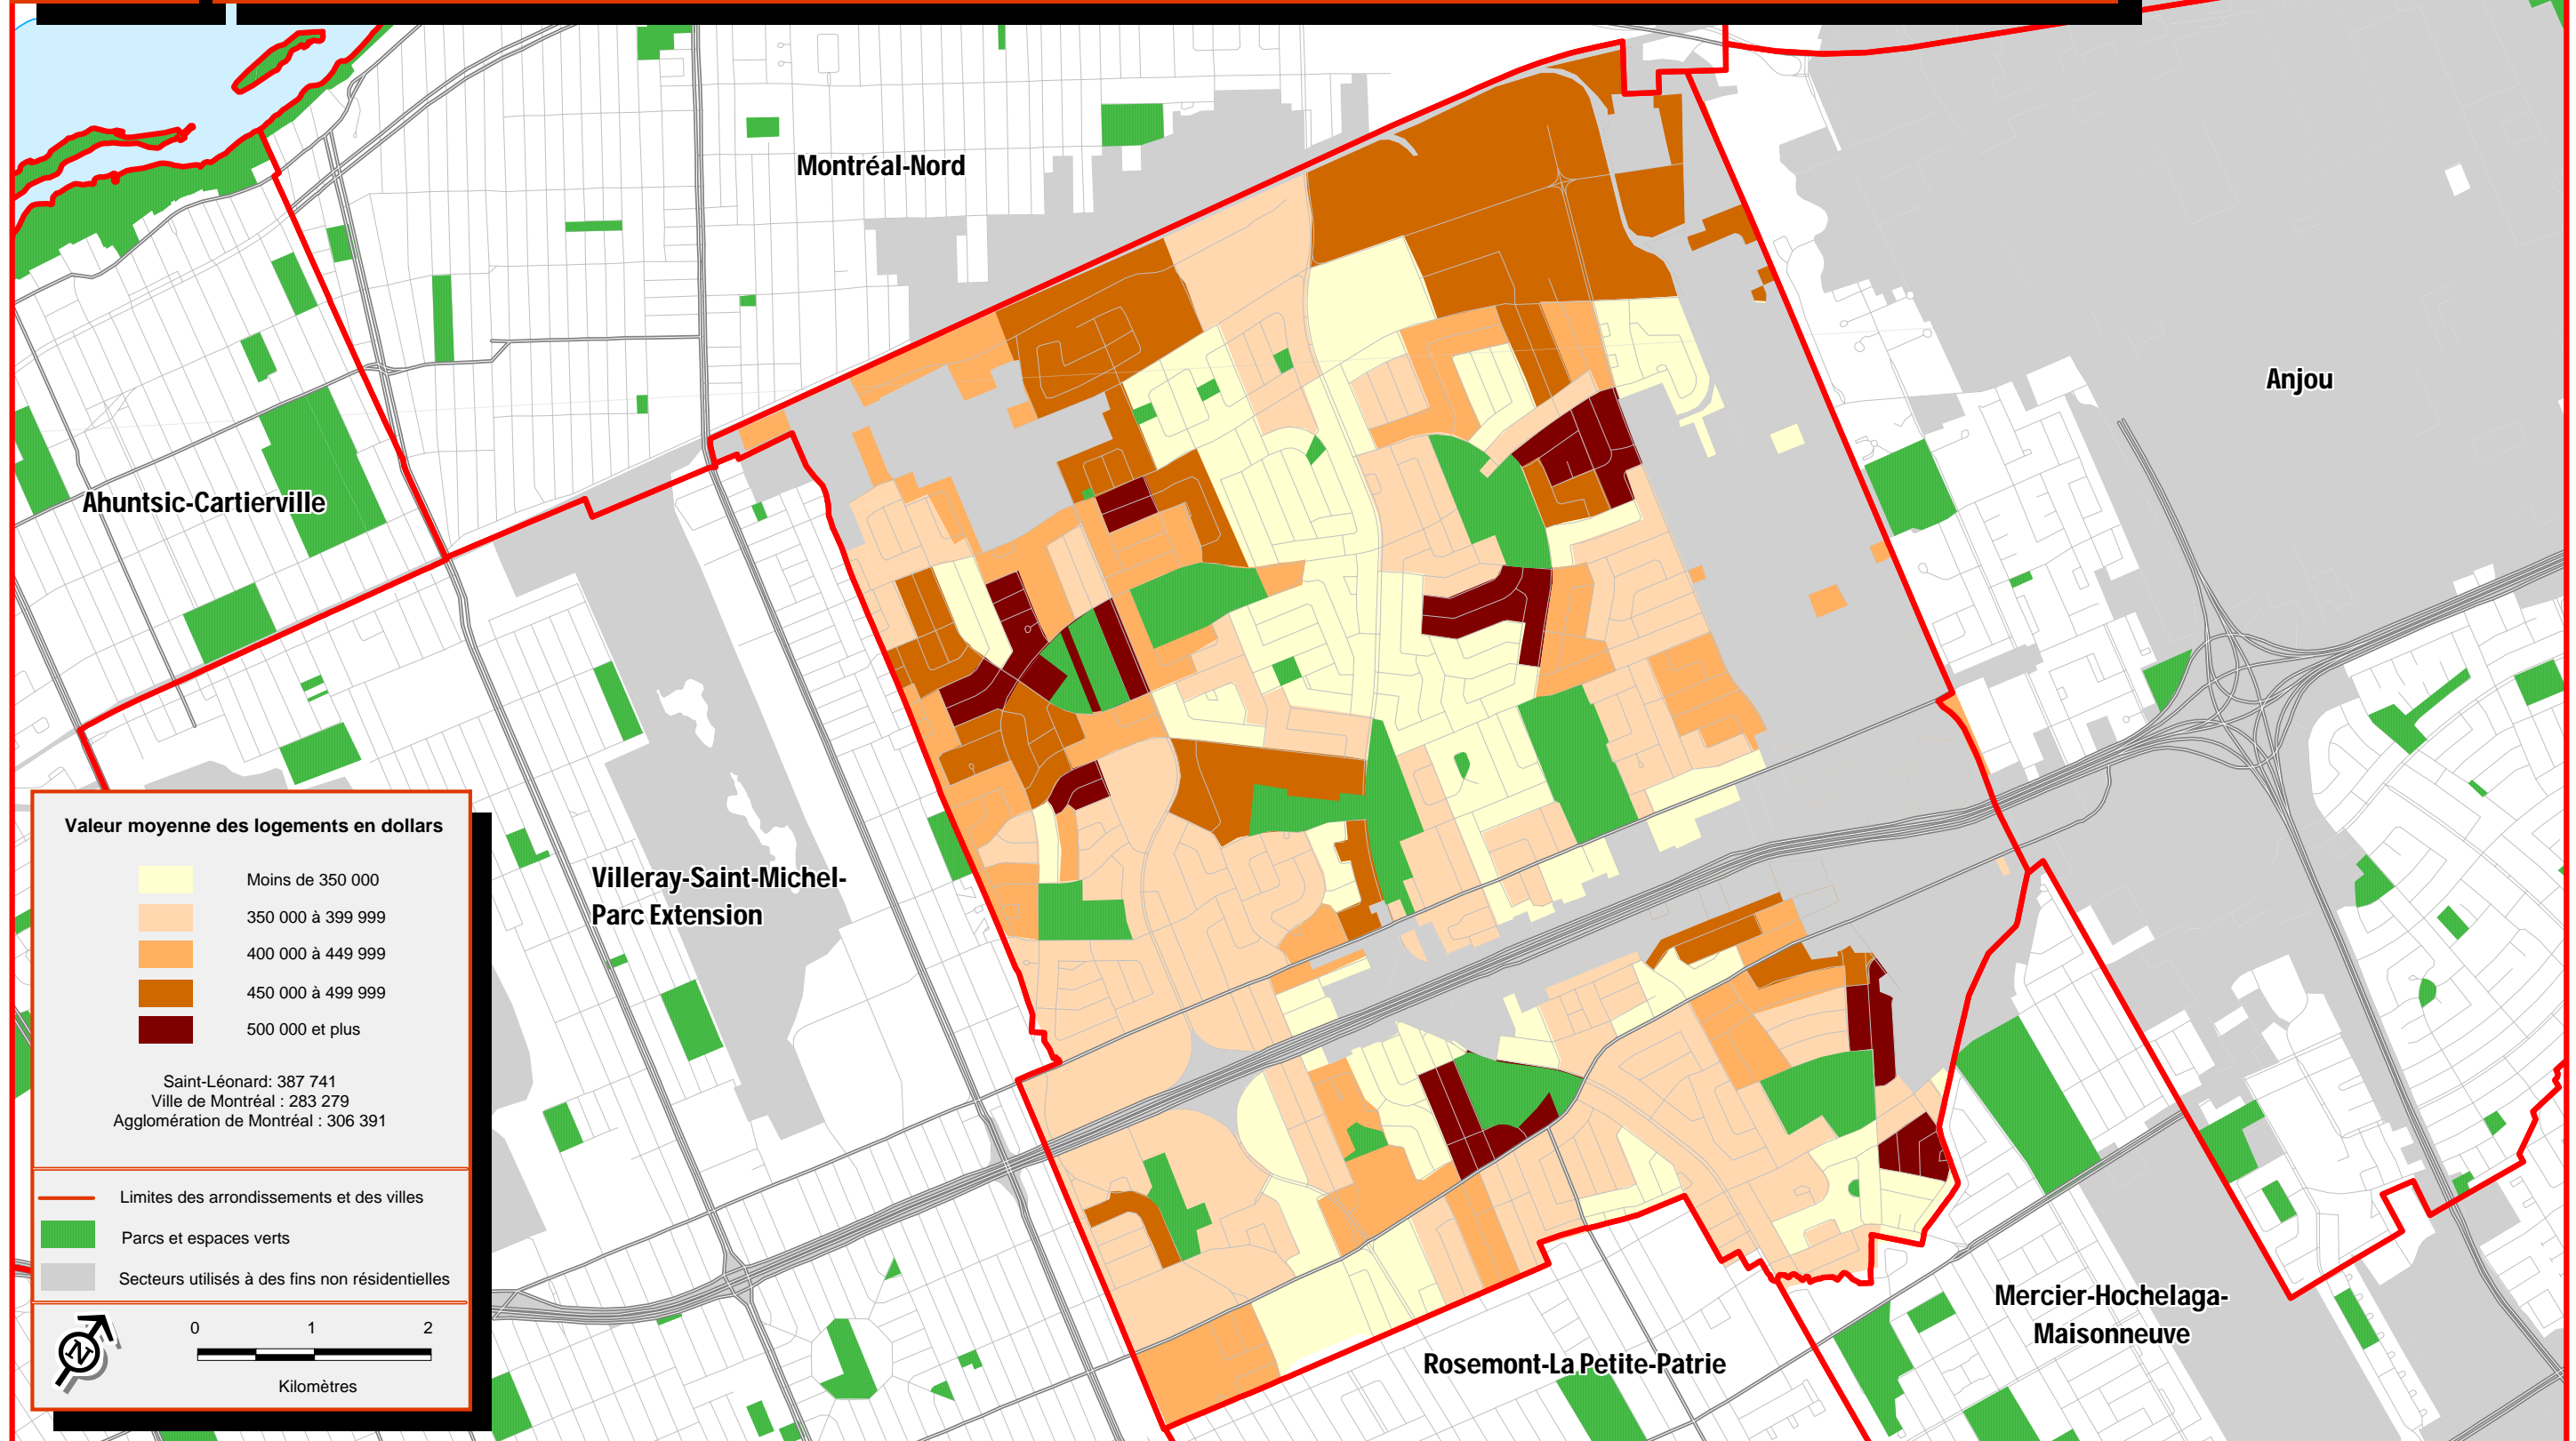 Montréal-Nord
Anjou
Ahuntsic-Cartierville
Villeray-Saint-Michel-
Parc Extension
Valeur moyenne des logements en dollars
Moins de 350 000
350 000 à 399 999
400 000 à 449 999
450 000 à 499 999
500 000 et plus
Saint-Léonard: 387 741
Ville de Montréal : 283 279
Agglomération de Montréal : 306 391
Limites des arrondissements et des villes
Parcs et espaces verts
Secteurs utilisés à des fins non résidentielles
N
0 1 2
Kilomètres
Mercier-Hochelaga-
Maisonneuve
Rosemont-La Petite-Patrie